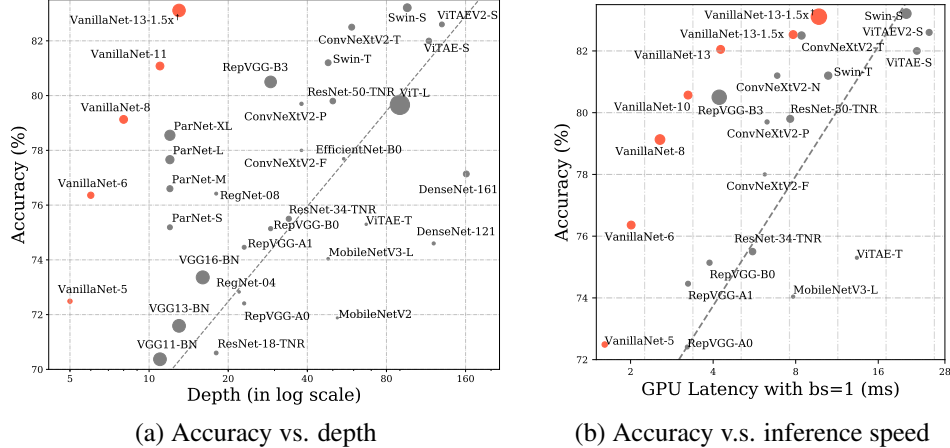 VanillaNet-13-1.5x†
Swin-S
ViTAEV2-S
ConvNeXtV2-T
ViTAE-S
VanillaNet-11
Swin-T
RepVGG-B3
ResNet-50-TNR
ViT-L
VanillaNet-8
ConvNeXtV2-P
ParNet-XL
EfficientNet-B0
ParNet-L
ConvNeXtV2-F
VanillaNet-6
ParNet-M
RegNet-08
DenseNet-161
ResNet-34-TNR
ParNet-S
RepVGG-B0
ViTAE-T
DenseNet-121
RepVGG-A1
MobileNetV3-L
VGG16-BN
VanillaNet-5
RegNet-04
VGG13-BN
RepVGG-A0
MobileNetV2
VGG11-BN
ResNet-18-TNR
82
80
78
76
74
72
70
Accuracy (%)
5 10 20 40 80 160
Depth (in log scale)
(a) Accuracy vs. depth
VanillaNet-13-1.5x†
Swin-S
VanillaNet-13-1.5x
ViTAEV2-S
VanillaNet-13
ConvNeXtV2-T
ViTAE-S
Swin-T
ConvNeXtV2-N
VanillaNet-10
RepVGG-B3
ResNet-50-TNR
ConvNeXtV2-P
VanillaNet-8
ConvNeXtV2-F
VanillaNet-6
ResNet-34-TNR
ViTAE-T
RepVGG-B0
RepVGG-A1
MobileNetV3-L
VanillaNet-5
RepVGG-A0
82
80
78
76
74
72
Accuracy (%)
2 4 8 16 28
GPU Latency with bs=1 (ms)
(b) Accuracy v.s. inference speed